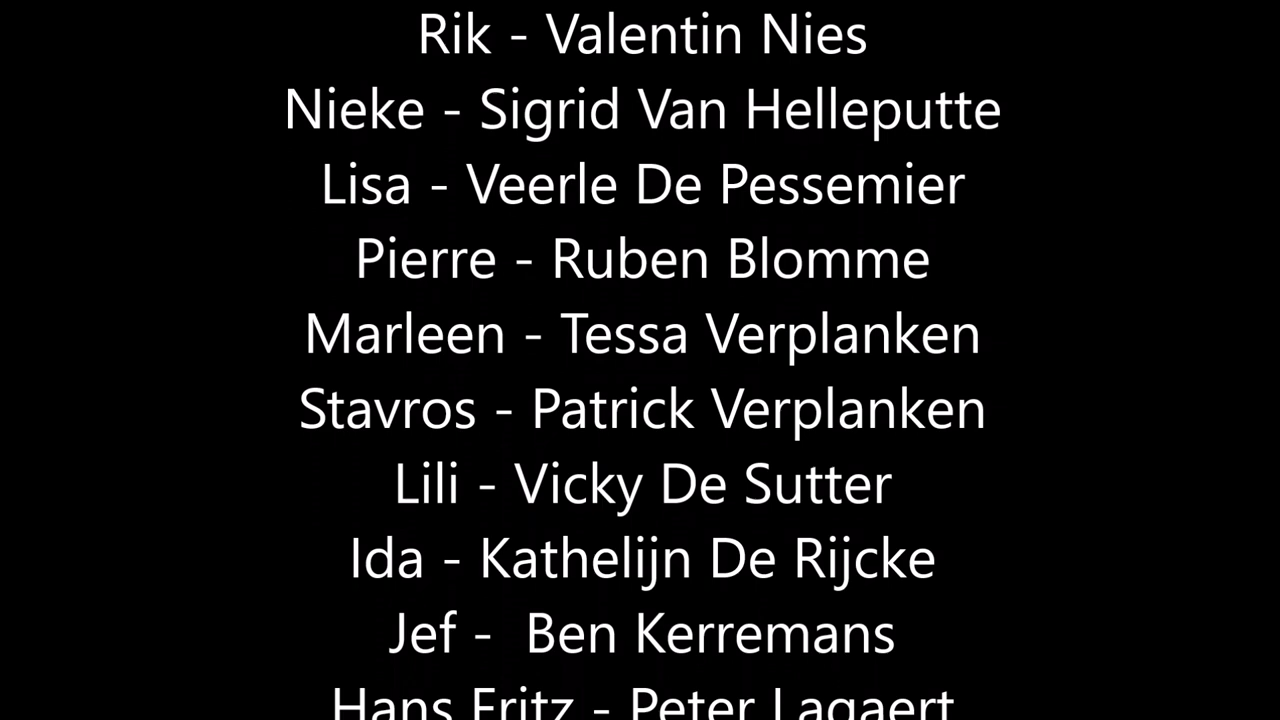 Rik - Valentin Nies
Nieke - Sigrid Van Helleputte
Lisa - Veerle De Pessemier
Pierre - Ruben Blomme
Marleen - Tessa Verplanken
Stavros - Patrick Verplanken
Lili - Vicky De Sutter
Ida - Kathelijn De Rijcke
Jef -  Ben Kerremans
Hans Fritz - Peter Lagaert